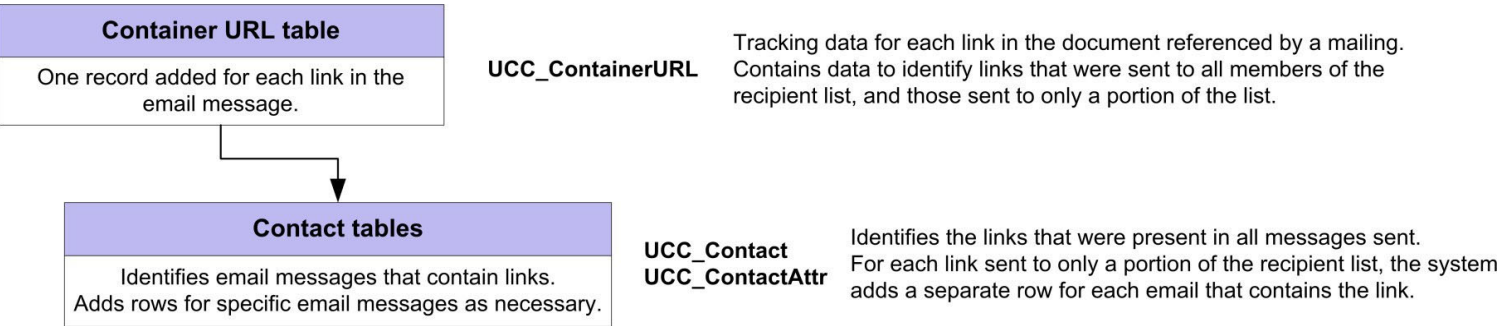 Container URL table
One record added for each link in the
email message.
UCC_ContainerURL
Tracking data for each link in the document referenced by a mailing.
Contains data to identify links that were sent to all members of the
recipient list, and those sent to only a portion of the list.
Contact tables
Identifies email messages that contain links.
Adds rows for specific email messages as necessary.
UCC_Contact
UCC_ContactAttr
Identifies the links that were present in all messages sent.
For each link sent to only a portion of the recipient list, the system
adds a separate row for each email that contains the link.